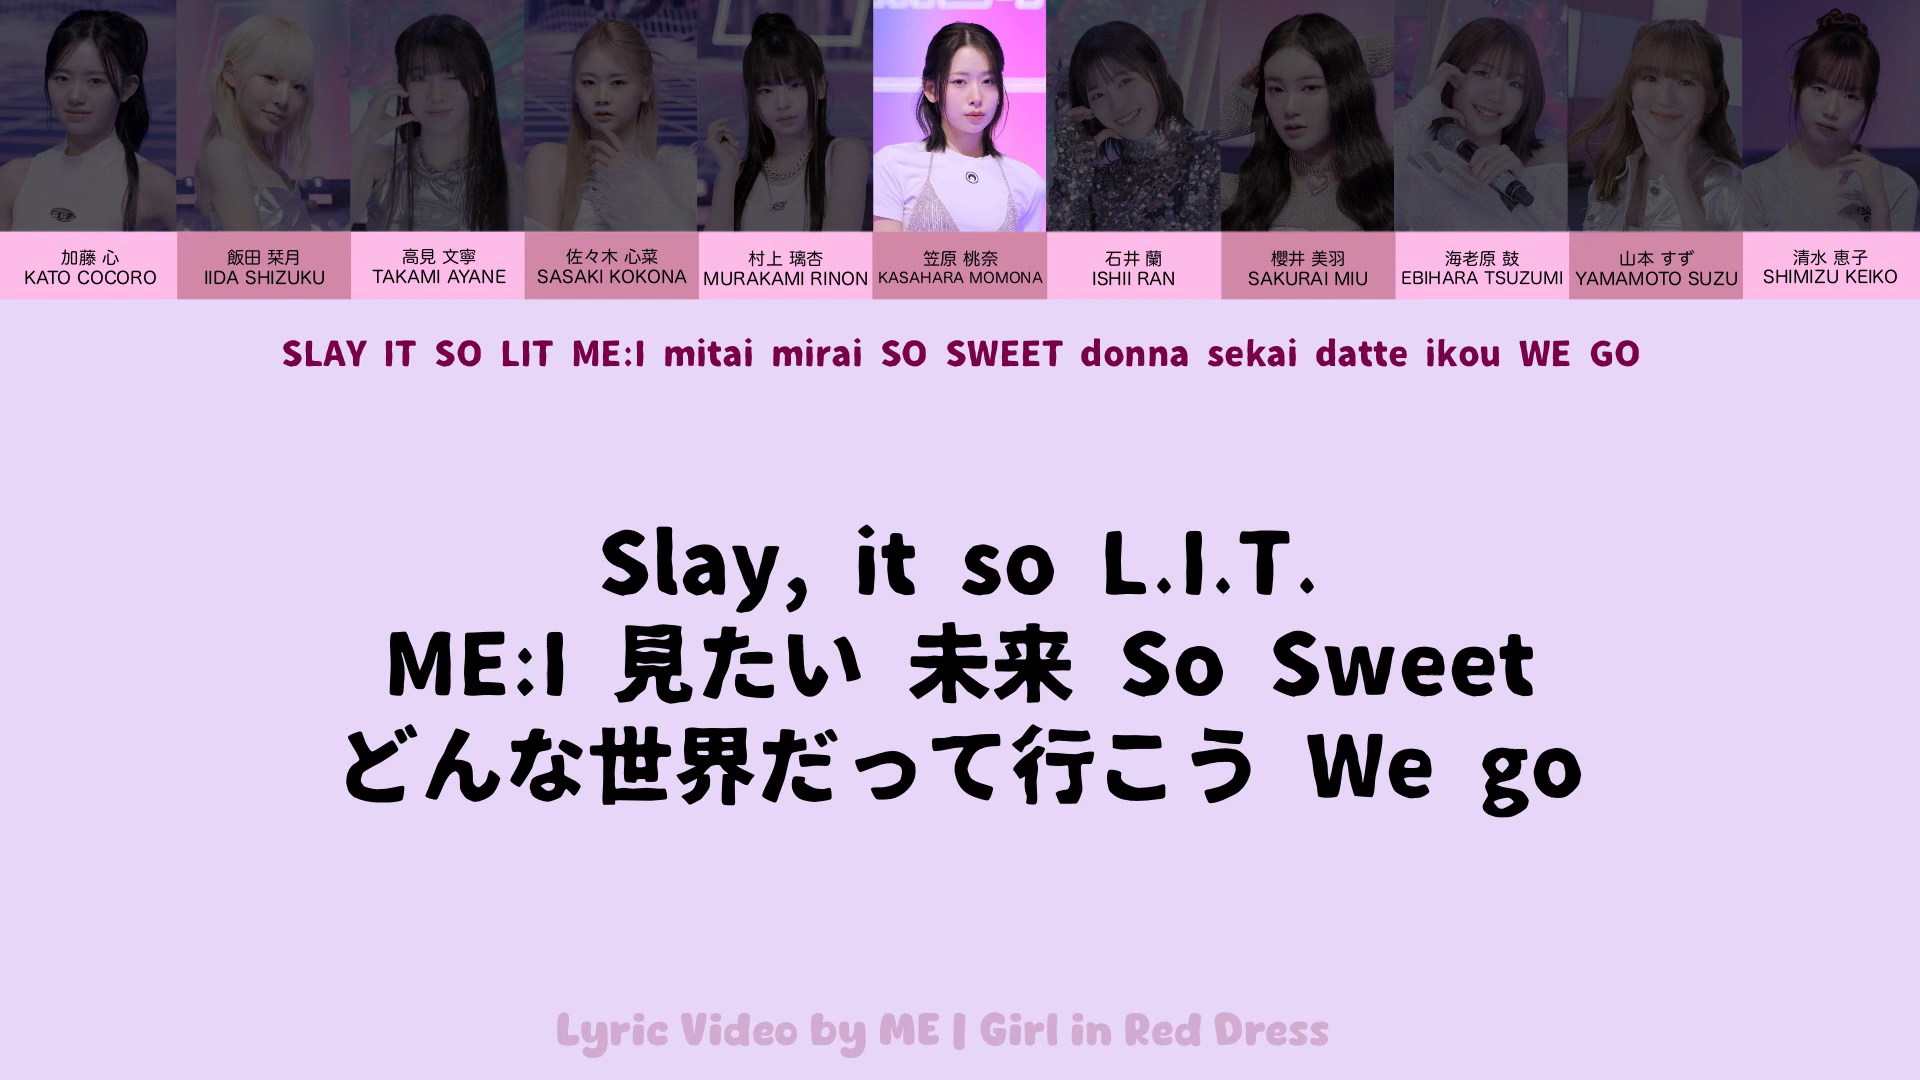 加藤 心
KATO COCORO
飯田 栞月
IIDA SHIZUKU
高見 文寧
TAKAMI AYANE
佐々木 心菜
SASAKI KOKONA
村上 璃杏
MURAKAMI RINON
笠原 桃奈
KASAHARA MOMONA
石井 蘭
ISHII RAN
櫻井 美羽
SAKURAI MIU
海老原 鼓
EBIHARA TSUZUMI
山本 すず
YAMAMOTO SUZU
清水 恵子
SHIMIZU KEIKO
SLAY IT SO LIT ME:I mitai mirai SO SWEET donna sekai datte ikou WE GO
Slay, it so L.I.T.
ME:I 見たい 未来 So Sweet
どんな世界だって行こう We go
Lyric Video by ME | Girl in Red Dress